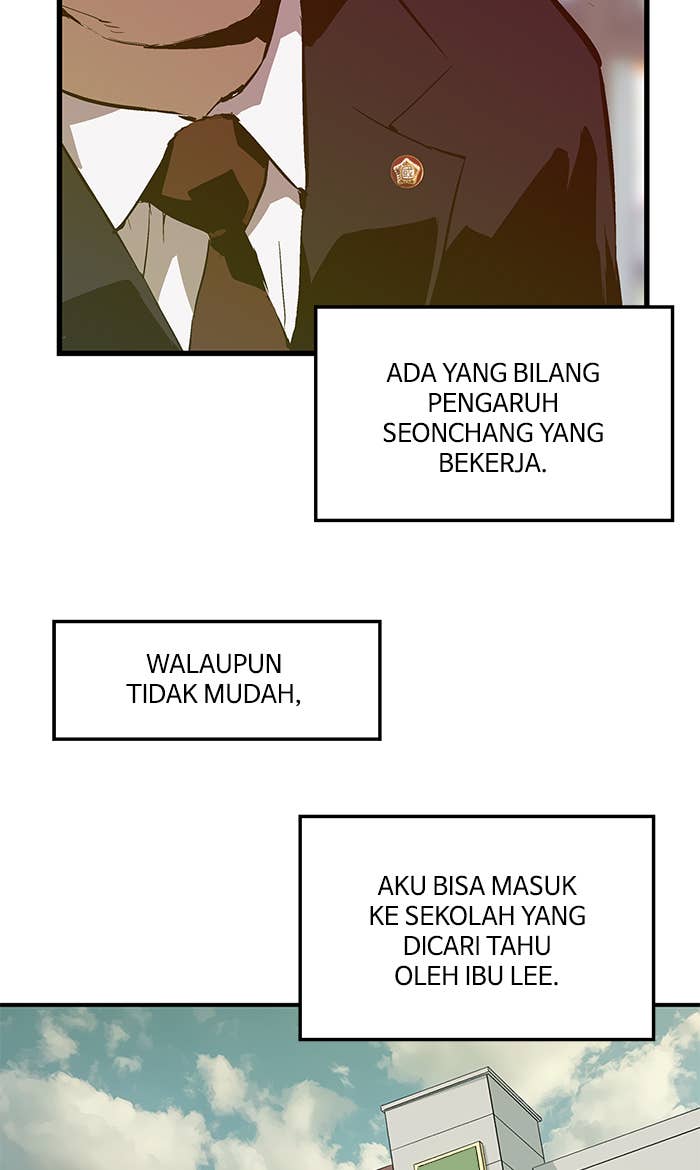 ADA YANG BILANG
PENGARUH
SEONCHANG YANG
BEKERJA.
WALAUPUN
TIDAK MUDAH,
AKU BISA MASUK
KE SEKOLAH YANG
DICARI TAHU
OLEH IBU LEE.